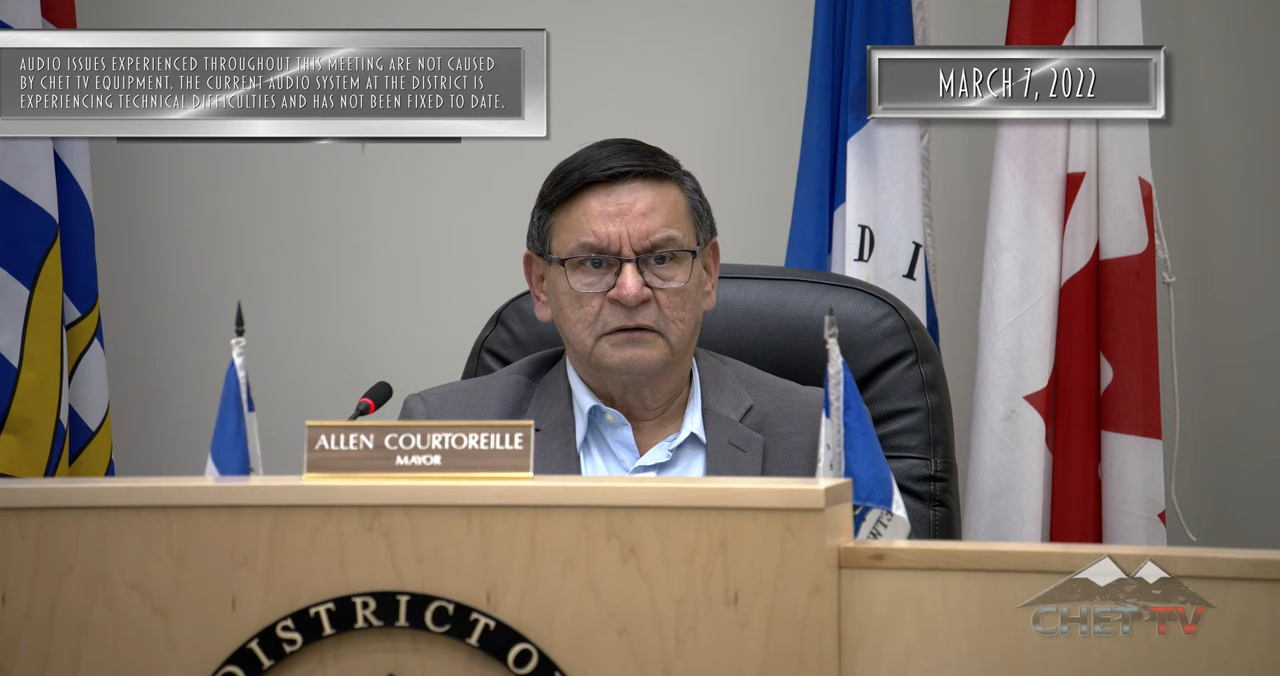 AUDIO ISSUES EXPERIENCED THROUGHOUT THIS MEETING ARE NOT CAUSED
BY CHET TV EQUIPMENT. THE CURRENT AUDIO SYSTEM AT THE DISTRICT IS
EXPERIENCING TECHNICAL DIFFICULTIES AND HAS NOT BEEN FIXED TO DATE.
MARCH 7, 2022
D I
ALLEN COURTOREILLE
MAYOR
DISTRICT O
CHET TV